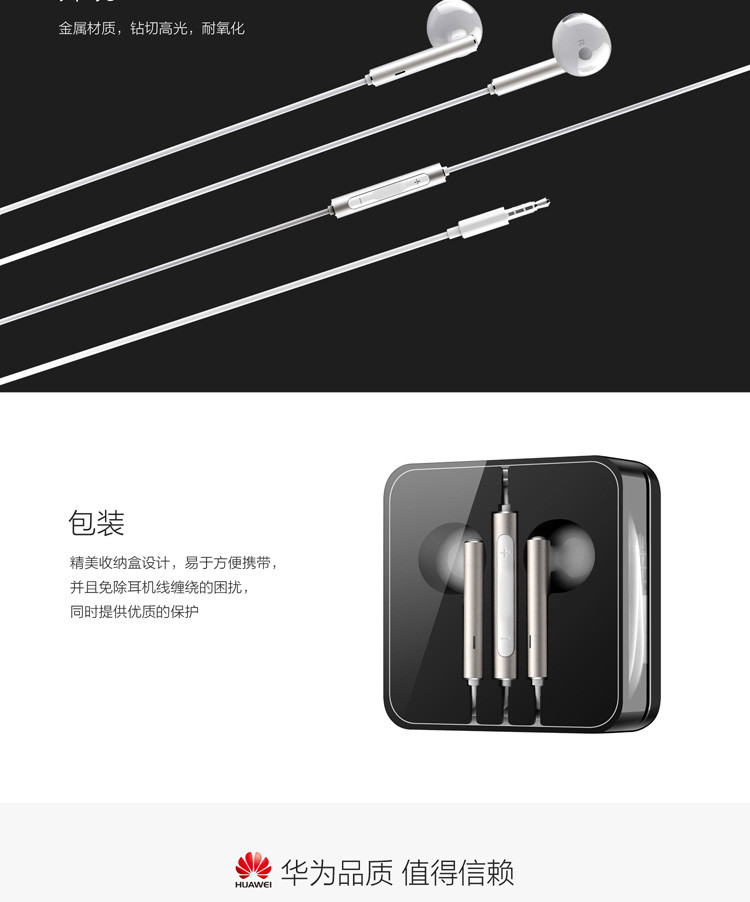 金属材质，钻切高光，耐氧化
R
包装
精美收纳盒设计，易于方便携带，
并且免除耳机线缠绕的困扰，
同时提供优质的保护
HUAWEI
华为品质 值得信赖